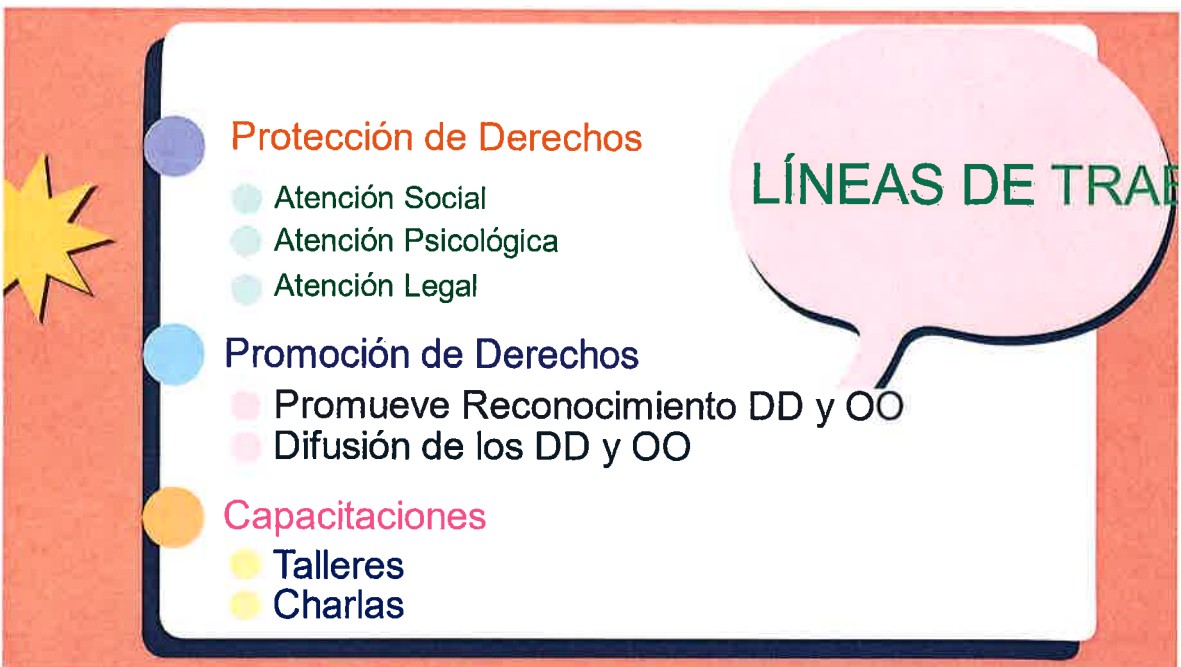 LÍNEAS DE TRAB
Protección de Derechos
Atención Social
Atención Psicológica
Atención Legal
Promoción de Derechos
Promueve Reconocimiento DD y OO
Difusión de los DD y OO
Capacitaciones
Talleres
Charlas